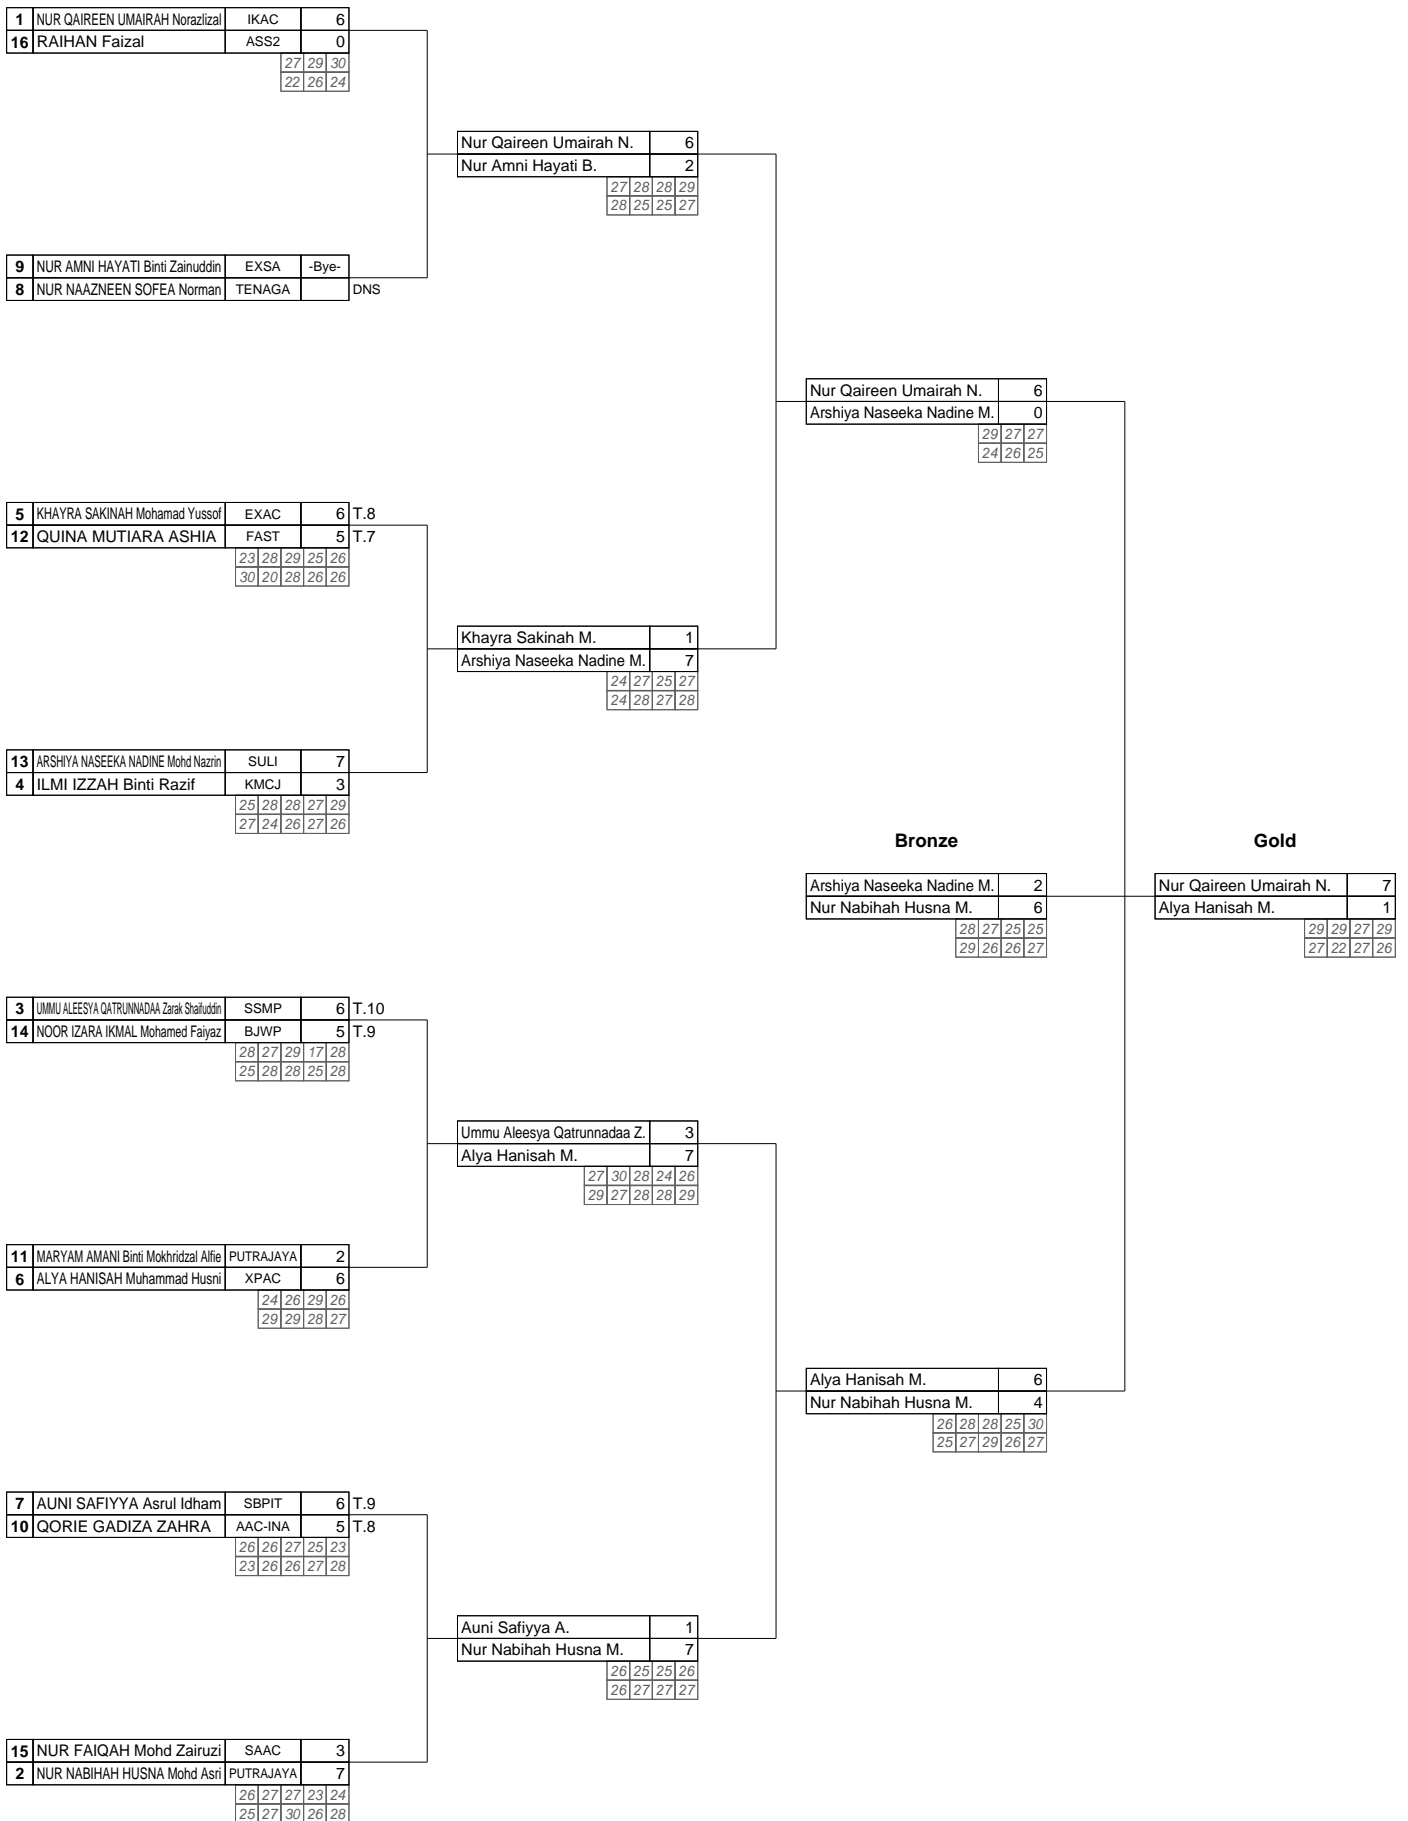 1 NUR QAIREEN UMAIRAH Norazlizal IKAC 6
16 RAIHAN Faizal ASS2 0
27 29 30
22 26 24
Nur Qaireen Umairah N. 6
Nur Amni Hayati B. 2
27 28 28 29
28 25 25 27
9 NUR AMNI HAYATI Binti Zainuddin EXSA -Bye-
8 NUR NAAZNEEN SOFEA Norman TENAGA DNS
Nur Qaireen Umairah N. 6
Arshiya Naseeka Nadine M. 0
29 27 27
24 26 25
5 KHAYRA SAKINAH Mohamad Yussof EXAC 6 T.8
12 QUINA MUTIARA ASHIA FAST 5 T.7
23 28 29 25 26
30 20 28 26 26
Khayra Sakinah M. 1
Arshiya Naseeka Nadine M. 7
24 27 25 27
24 28 27 28
13 ARSHIYA NASEEKA NADINE Mohd Nazrin SULI 7
4 ILMI IZZAH Binti Razif KMCJ 3
25 28 28 27 29
27 24 26 27 26
Bronze Gold
Arshiya Naseeka Nadine M. 2 Nur Qaireen Umairah N. 7
Nur Nabihah Husna M. 6 Alya Hanisah M. 1
28 27 25 25 29 29 27 29
29 26 26 27 27 22 27 26
3 UMMU ALEESYA QATRUNNADAA Zarak Shaifuddin SSMP 6 T.10
14 NOOR IZARA IKMAL Mohamed Faiyaz BJWP 5 T.9
28 27 29 17 28
25 28 28 25 28
Ummu Aleesya Qatrunnadaa Z. 3
Alya Hanisah M. 7
27 30 28 24 26
29 27 28 28 29
11 MARYAM AMANI Binti Mokhridzal Alfie PUTRAJAYA 2
6 ALYA HANISAH Muhammad Husni XPAC 6
24 26 29 26
29 29 28 27
Alya Hanisah M. 6
Nur Nabihah Husna M. 4
26 28 28 25 30
25 27 29 26 27
7 AUNI SAFIYYA Asrul Idham SBPIT 6 T.9
10 QORIE GADIZA ZAHRA AAC-INA 5 T.8
26 26 27 25 23
23 26 26 27 28
Auni Safiyya A. 1
Nur Nabihah Husna M. 7
26 25 25 26
26 27 27 27
15 NUR FAIQAH Mohd Zairuzi SAAC 3
2 NUR NABIHAH HUSNA Mohd Asri PUTRAJAYA 7
26 27 27 23 24
25 27 30 26 28